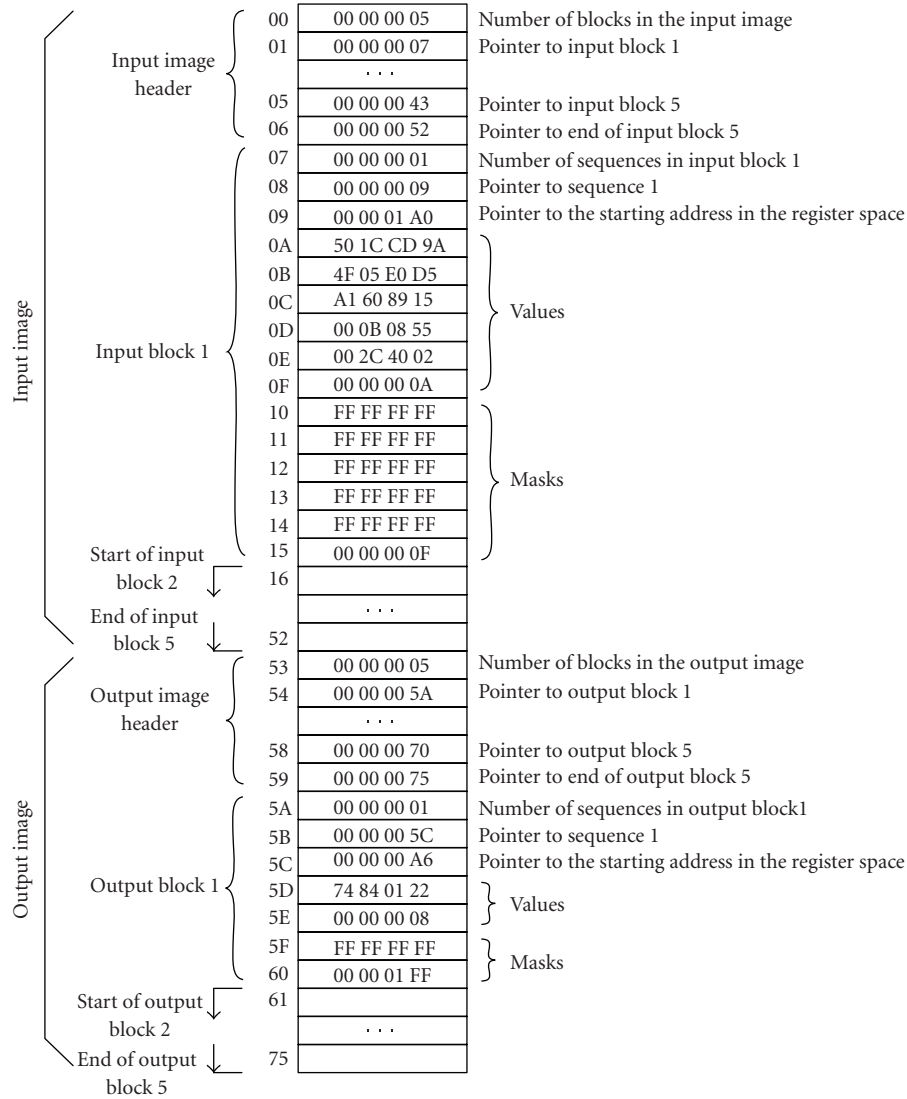 00 00 00 00 05 Number of blocks in the input image
01 00 00 00 07 Pointer to input block 1
Input image
header
. . .
05 00 00 00 43 Pointer to input block 5
06 00 00 00 52 Pointer to end of input block 5
07 00 00 00 01 Number of sequences in input block 1
08 00 00 00 09 Pointer to sequence 1
09 00 00 01 A0 Pointer to the starting address in the register space
0A 50 1C CD 9A
0B 4F 05 E0 D5
0C A1 60 89 15
Values
0D 00 0B 08 55
Input image
Input block 1
0E 00 2C 40 02
0F 00 00 00 0A
10 FF FF FF FF
11 FF FF FF FF
12 FF FF FF FF
Masks
13 FF FF FF FF
14 FF FF FF FF
15 00 00 00 0F
Start of input
block 2
16
. . .
End of input
block 5
52
53 00 00 00 05 Number of blocks in the output image
54 00 00 00 5A Pointer to output block 1
Output image
header
. . .
58 00 00 00 70 Pointer to output block 5
59 00 00 00 75 Pointer to end of output block 5
5A 00 00 00 01 Number of sequences in output block1
5B 00 00 00 5C Pointer to sequence 1
5C 00 00 00 A6 Pointer to the starting address in the register space
Output image
Output block 1
5D 74 84 01 22
Values
5E 00 00 00 08
5F FF FF FF FF
Masks
60 00 00 01 FF
Start of output
block 2
61
. . .
End of output
block 5
75